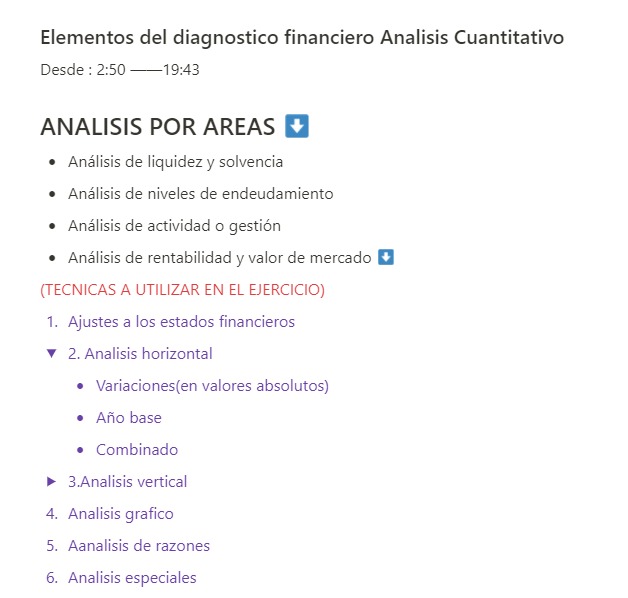 Elementos del diagnostico financiero Analisis Cuantitativo
Desde : 2:50 ——19:43
ANALISIS POR AREAS ⬇️
• Análisis de liquidez y solvencia
• Análisis de niveles de endeudamiento
• Análisis de actividad o gestión
• Análisis de rentabilidad y valor de mercado ⬇️
(TECNICAS A UTILIZAR EN EL EJERCICIO)
1. Ajustes a los estados financieros
▼ 2. Analisis horizontal
• Variaciones(en valores absolutos)
• Año base
• Combinado
▶ 3.Analisis vertical
4. Analisis grafico
5. Aanalisis de razones
6. Analisis especiales